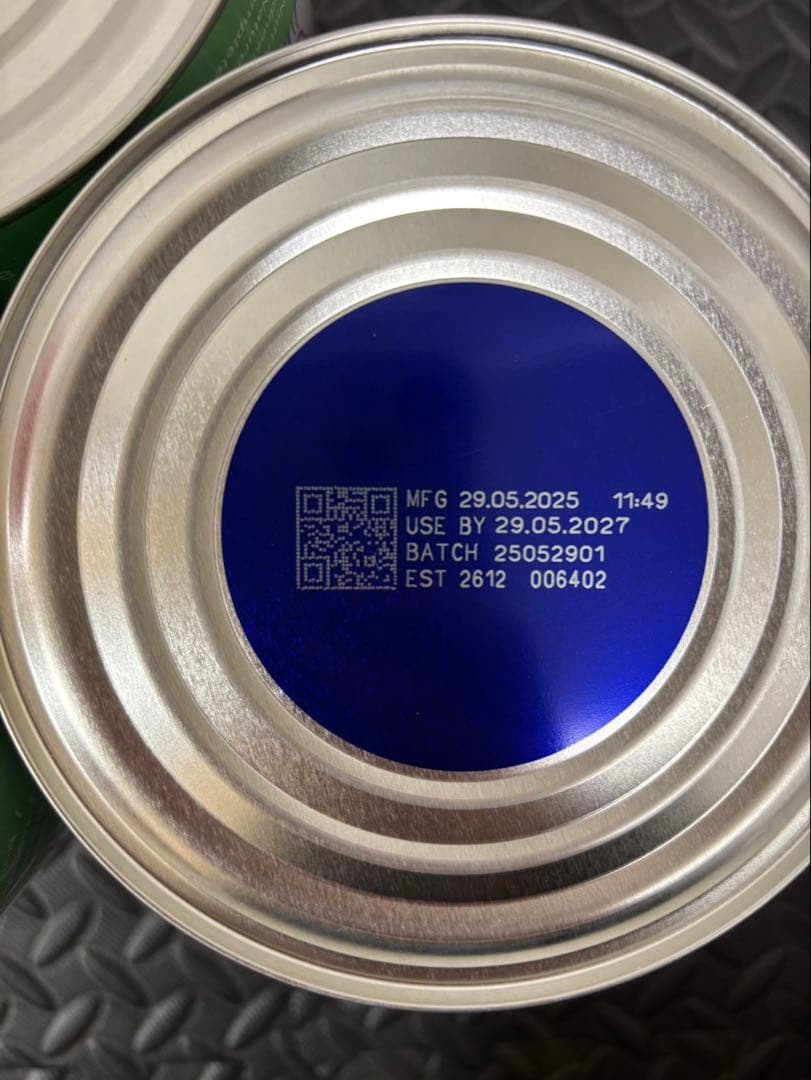 MFG 29.05.2025 11:49
USE BY 29.05.2027
BATCH 25052901
EST 2612 006402